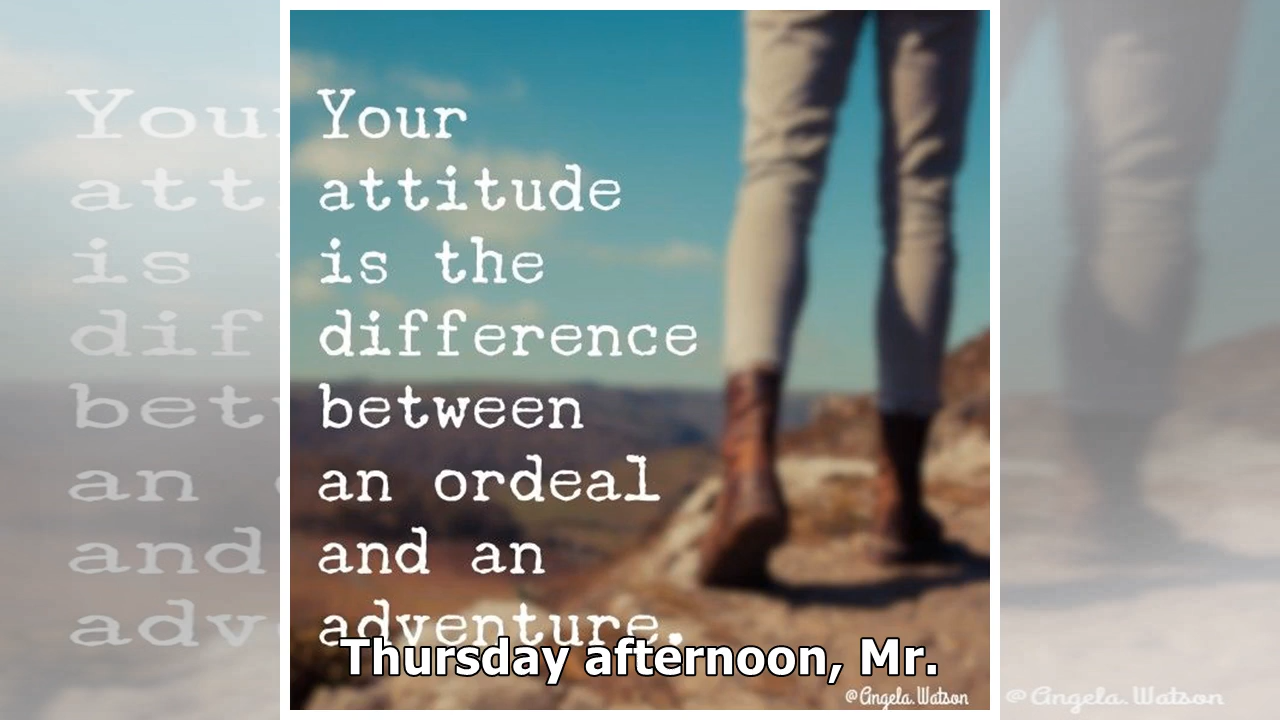 Your
attitude
is the
difference
between
an ordeal
and an
adventure.
Thursday afternoon, Mr.
@Angela.Watson
@Angela.Watson